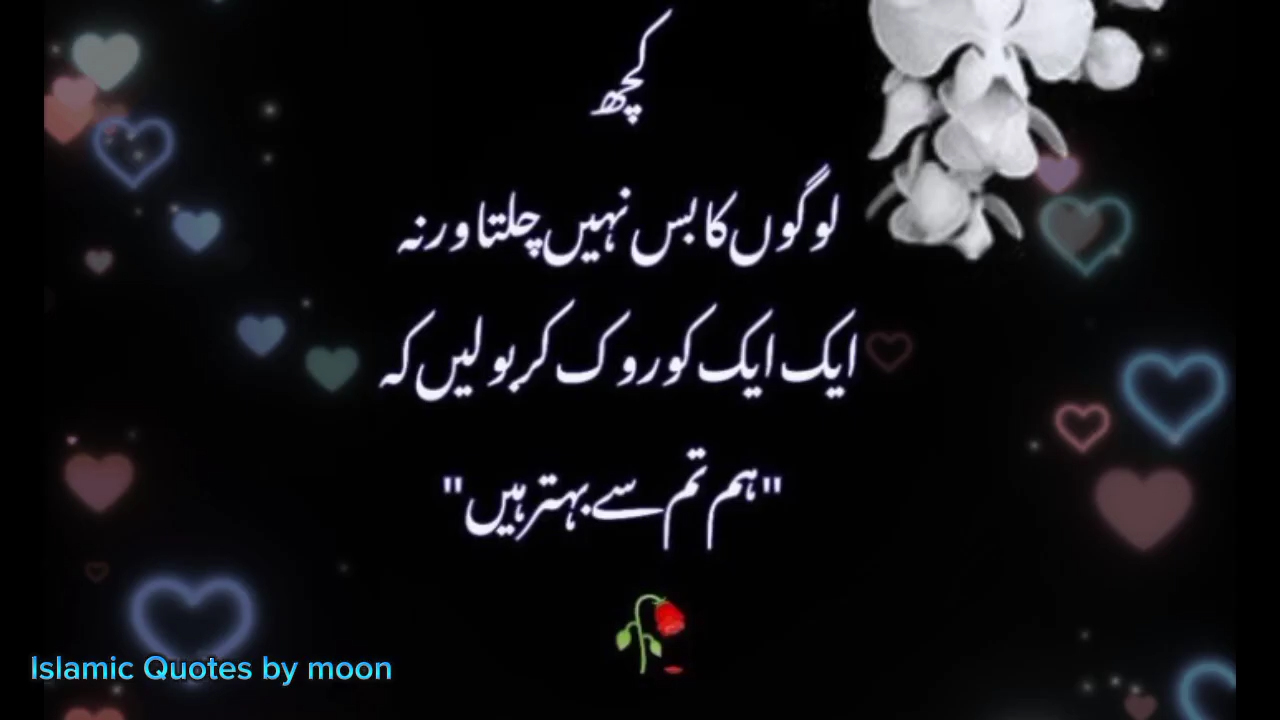 کچھ
لوگوں کا بس نہیں چلتا ورنہ
ایک ایک کو روک کر بولیں کہ
"ہم تم سے بہتر ہیں"
Islamic Quotes by moon